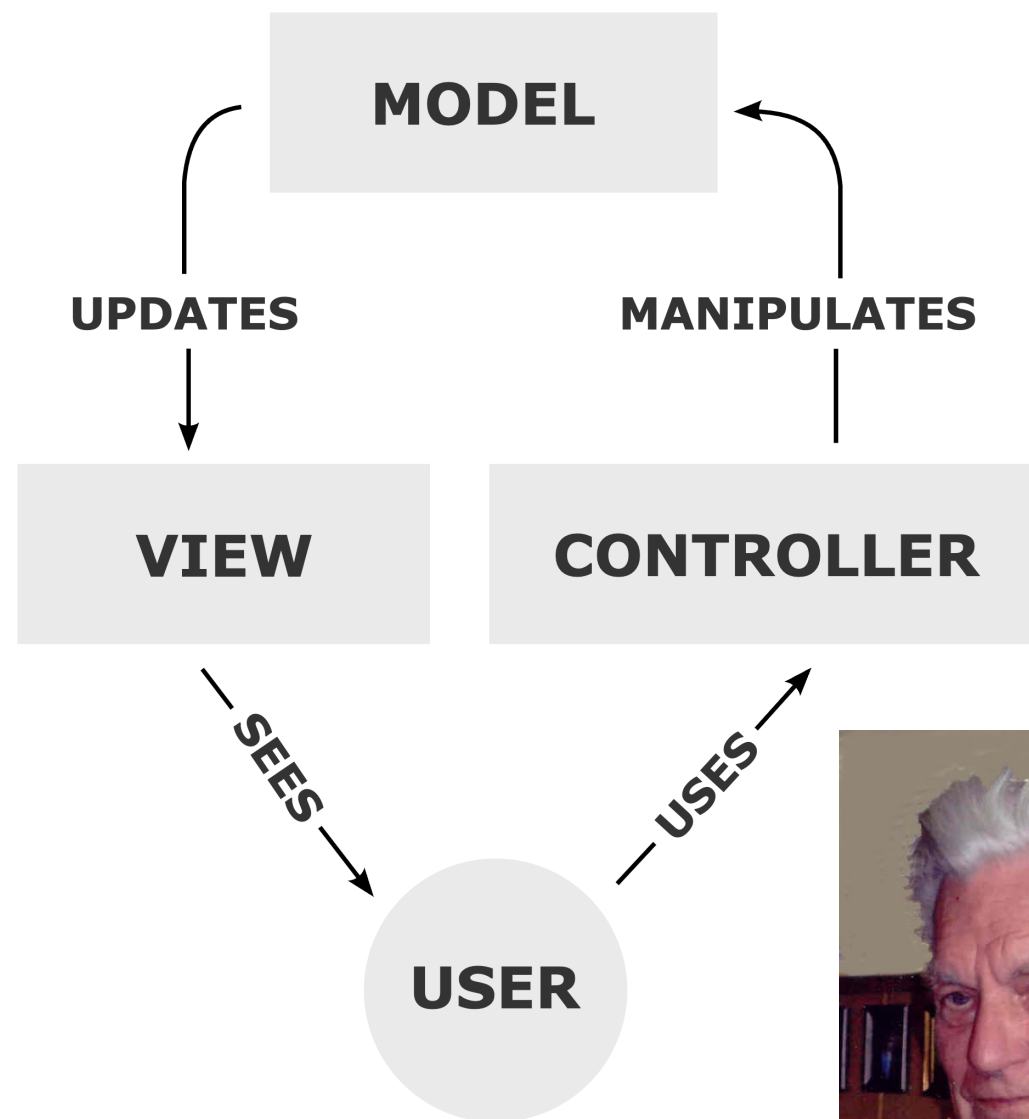 MODEL
UPDATES
MANIPULATES
VIEW
CONTROLLER
SEES
USES
USER